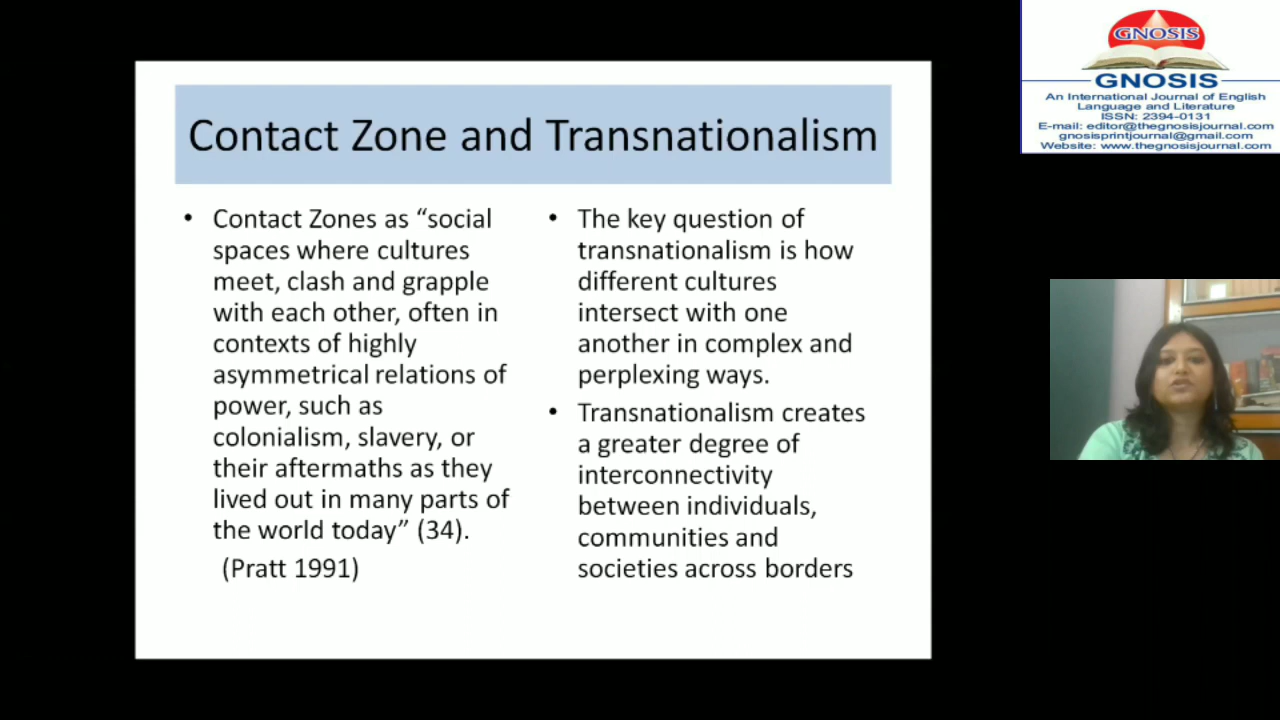 Contact Zone and Transnationalism
• Contact Zones as “social
spaces where cultures
meet, clash and grapple
with each other, often in
contexts of highly
asymmetrical relations of
power, such as
colonialism, slavery, or
their aftermaths as they
lived out in many parts of
the world today” (34).
(Pratt 1991)
• The key question of
transnationalism is how
different cultures
intersect with one
another in complex and
perplexing ways.
• Transnationalism creates
a greater degree of
interconnectivity
between individuals,
communities and
societies across borders
GNOSIS
GNOSIS
An International Journal of English
Language and Literature
ISSN: 2394-0131
E-mail: editor@thegnosisjournal.com
gnosisprintjournal@gmail.com
Website: www.thegnosisjournal.com